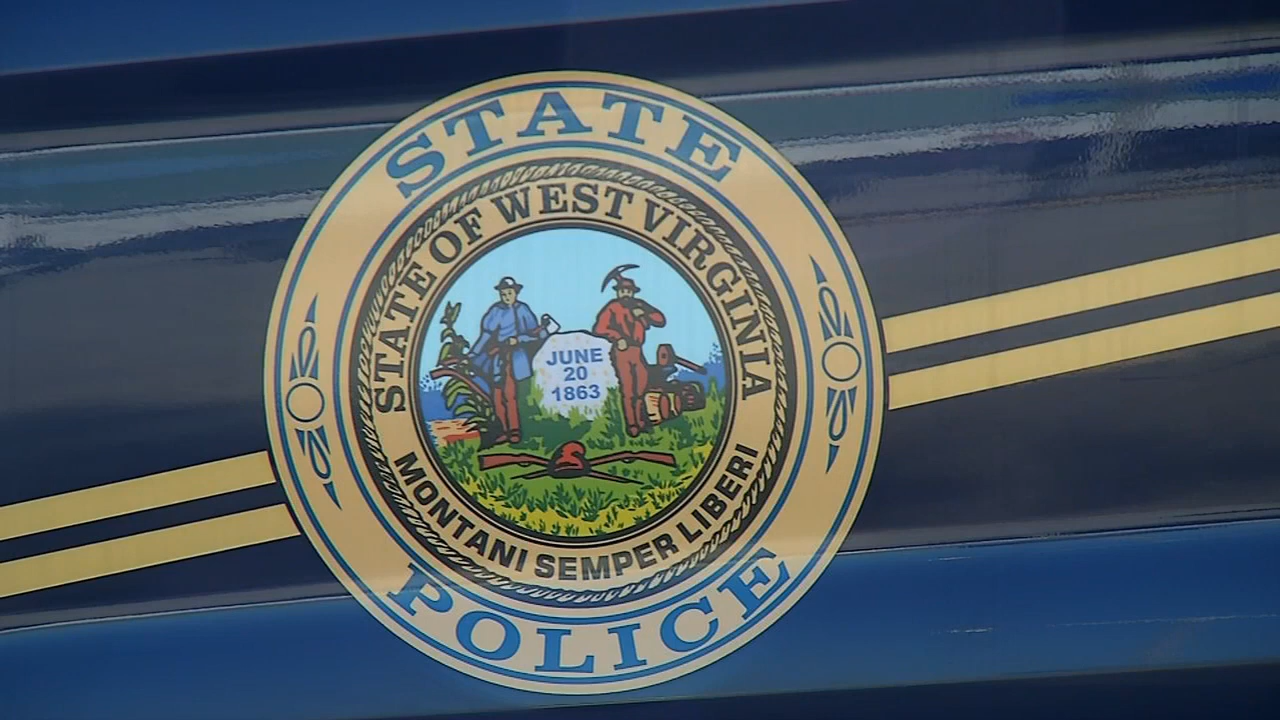 STATE
STATE OF WEST VIRGINIA
JUNE
20
1863
MONTANI SEMPER LIBERI
POLICE